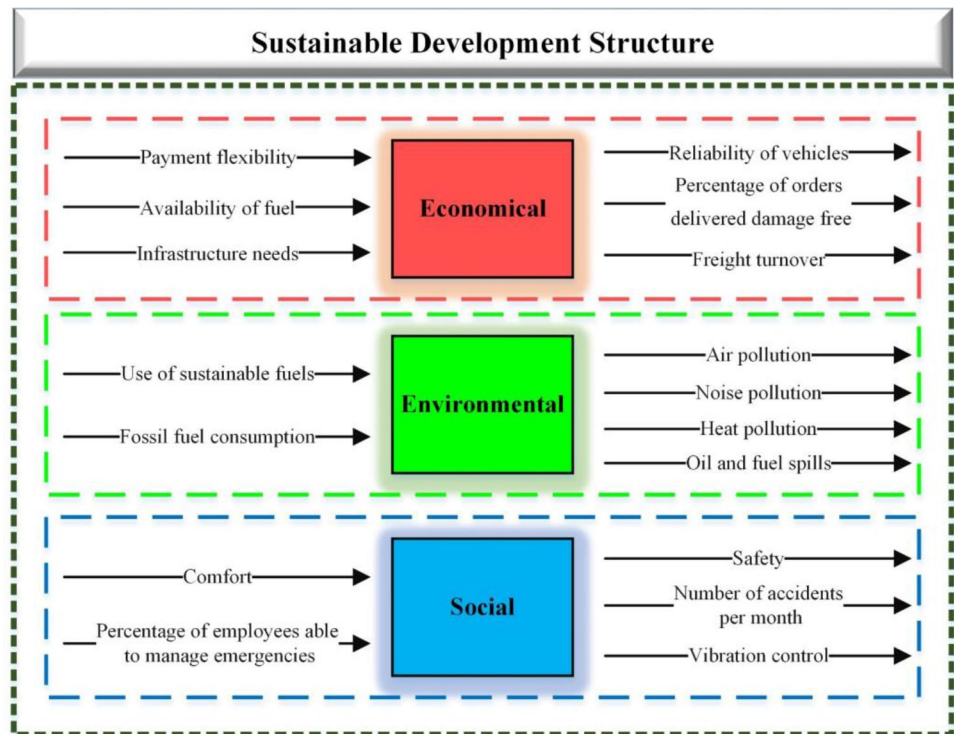 Sustainable Development Structure
Payment flexibility
Availability of fuel
Infrastructure needs
Economical
Reliability of vehicles
Percentage of orders
delivered damage free
Freight turnover
Use of sustainable fuels
Fossil fuel consumption
Environmental
Air pollution
Noise pollution
Heat pollution
Oil and fuel spills
Comfort
Percentage of employees able
to manage emergencies
Social
Safety
Number of accidents
per month
Vibration control